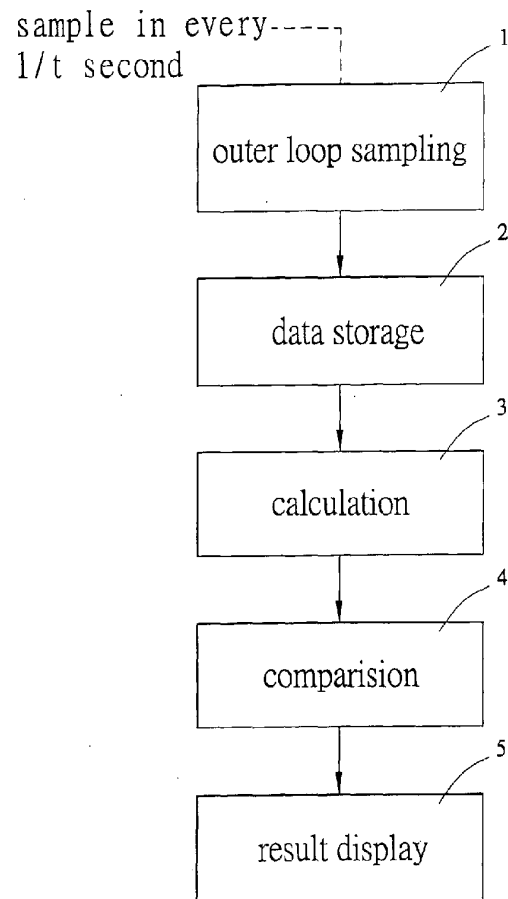 sample in every
1/t second
1
outer loop sampling
2
data storage
3
calculation
4
comparision
5
result display